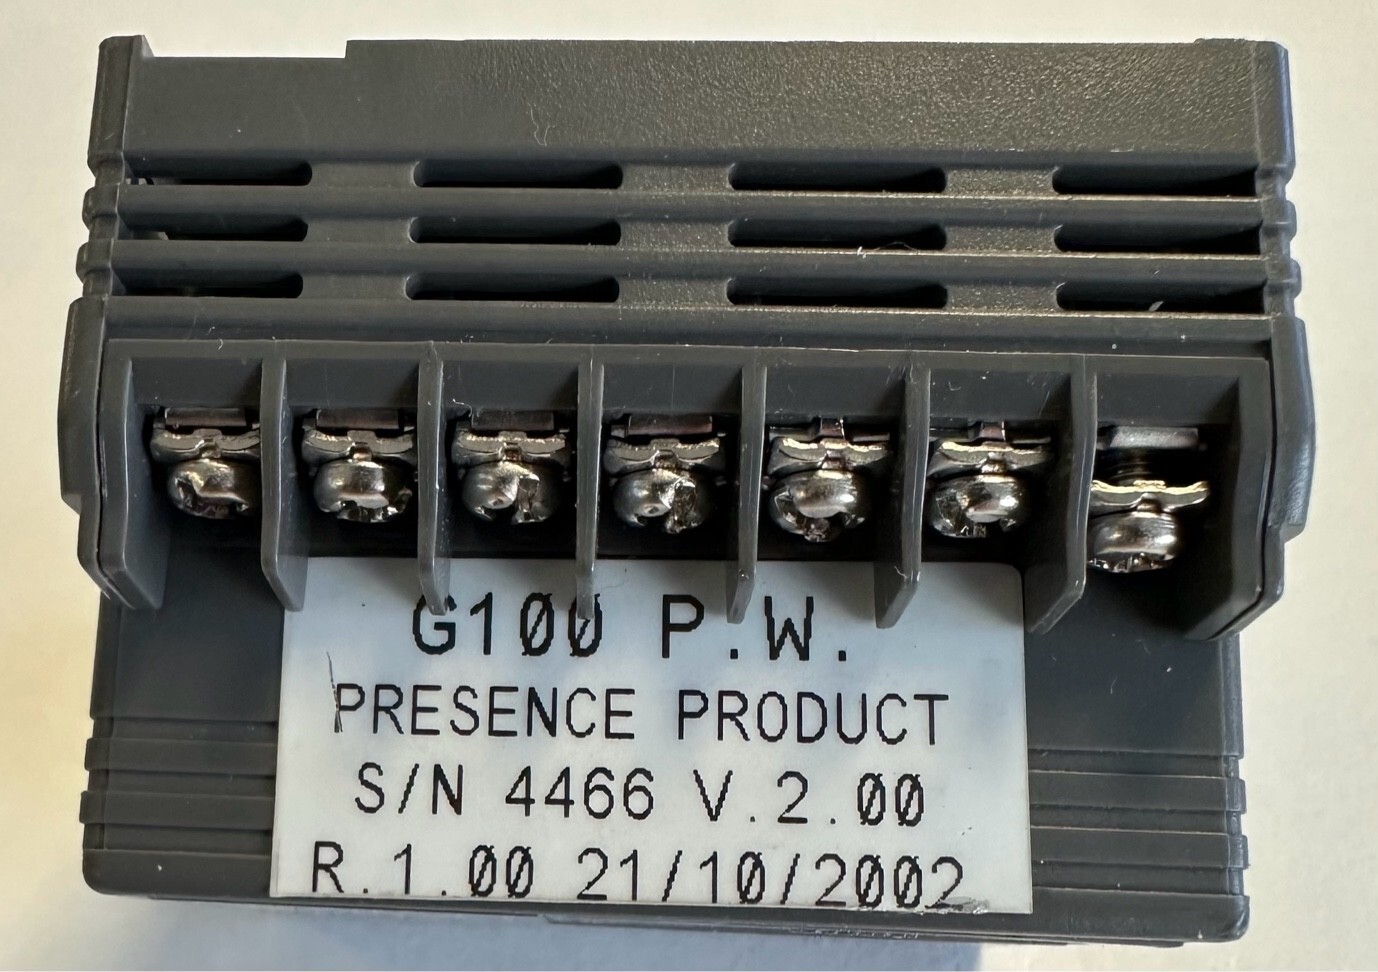 G100 P.W.
PRESENCE PRODUCT
S/N 4466 V.2.00
R.1.00 21/10/2002